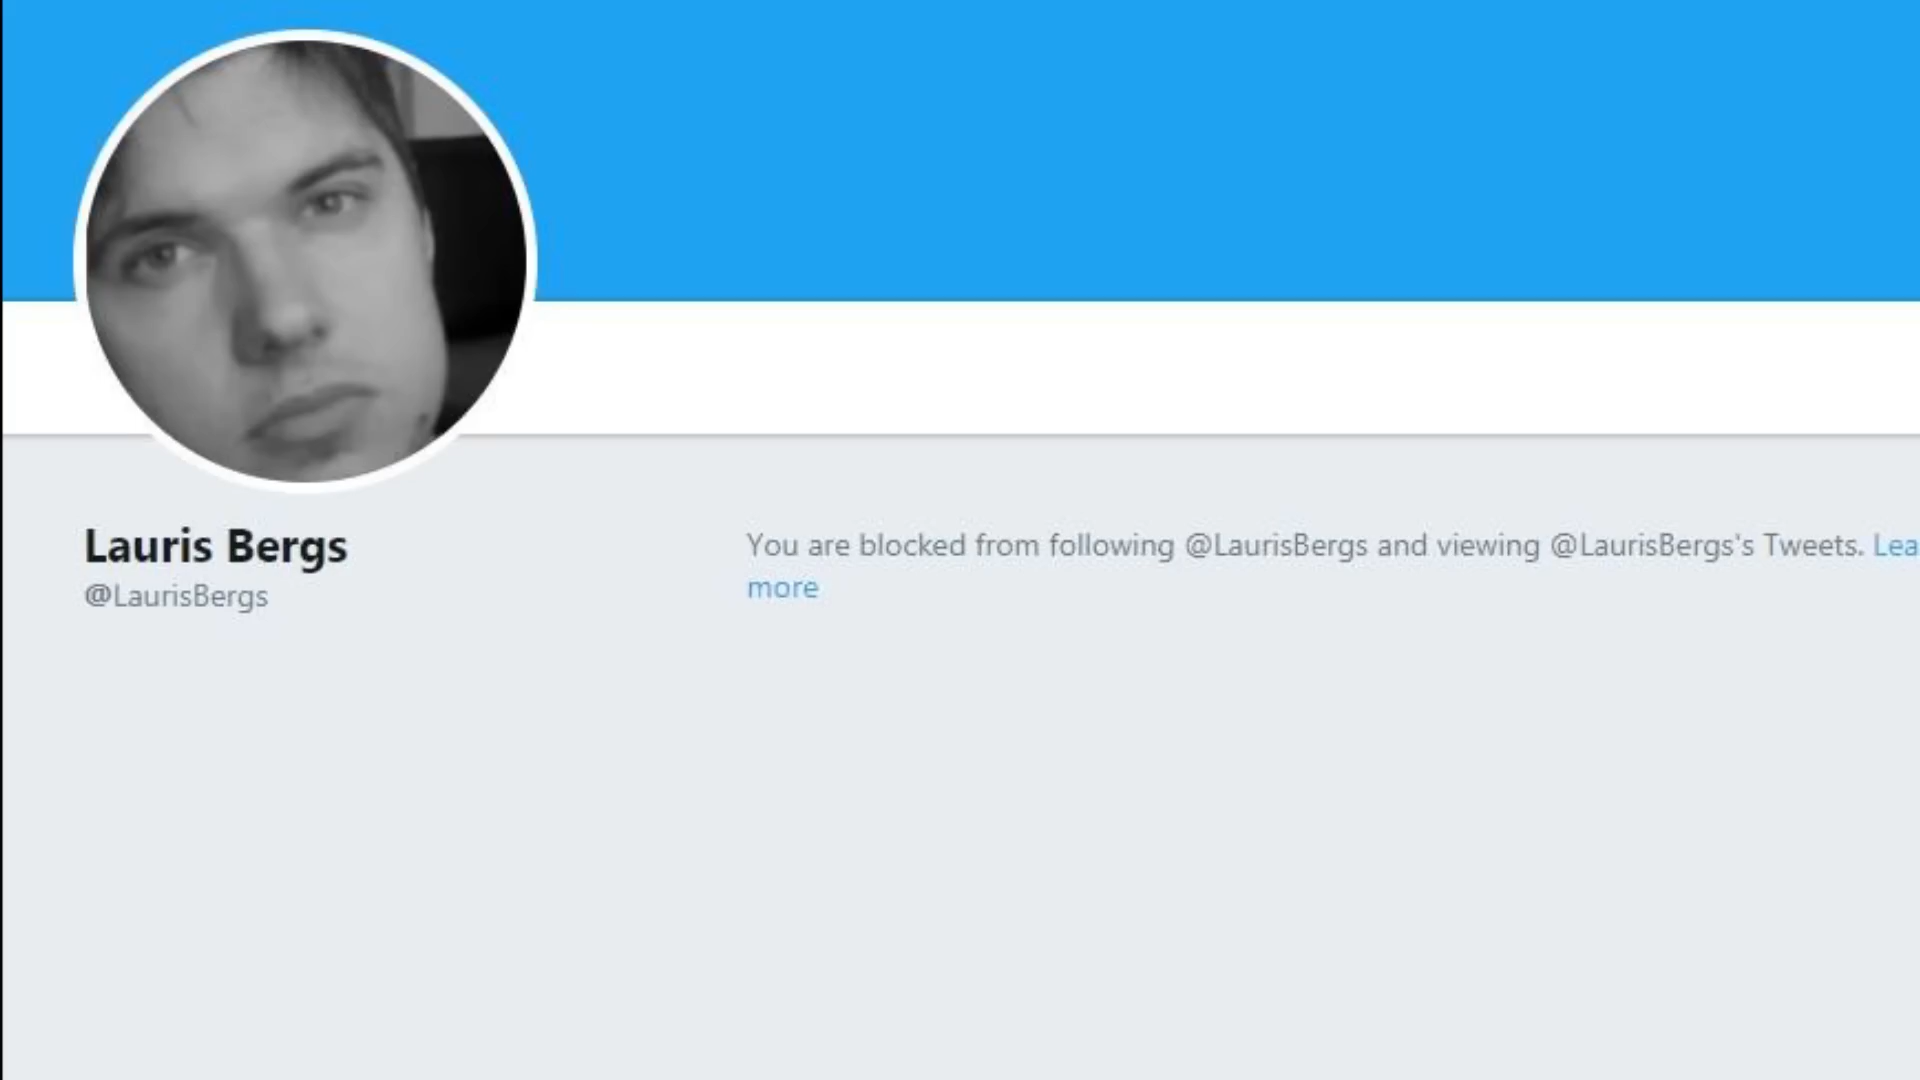 Lauris Bergs
@LaurisBergs
You are blocked from following @LaurisBergs and viewing @LaurisBergs's Tweets. Lea
more